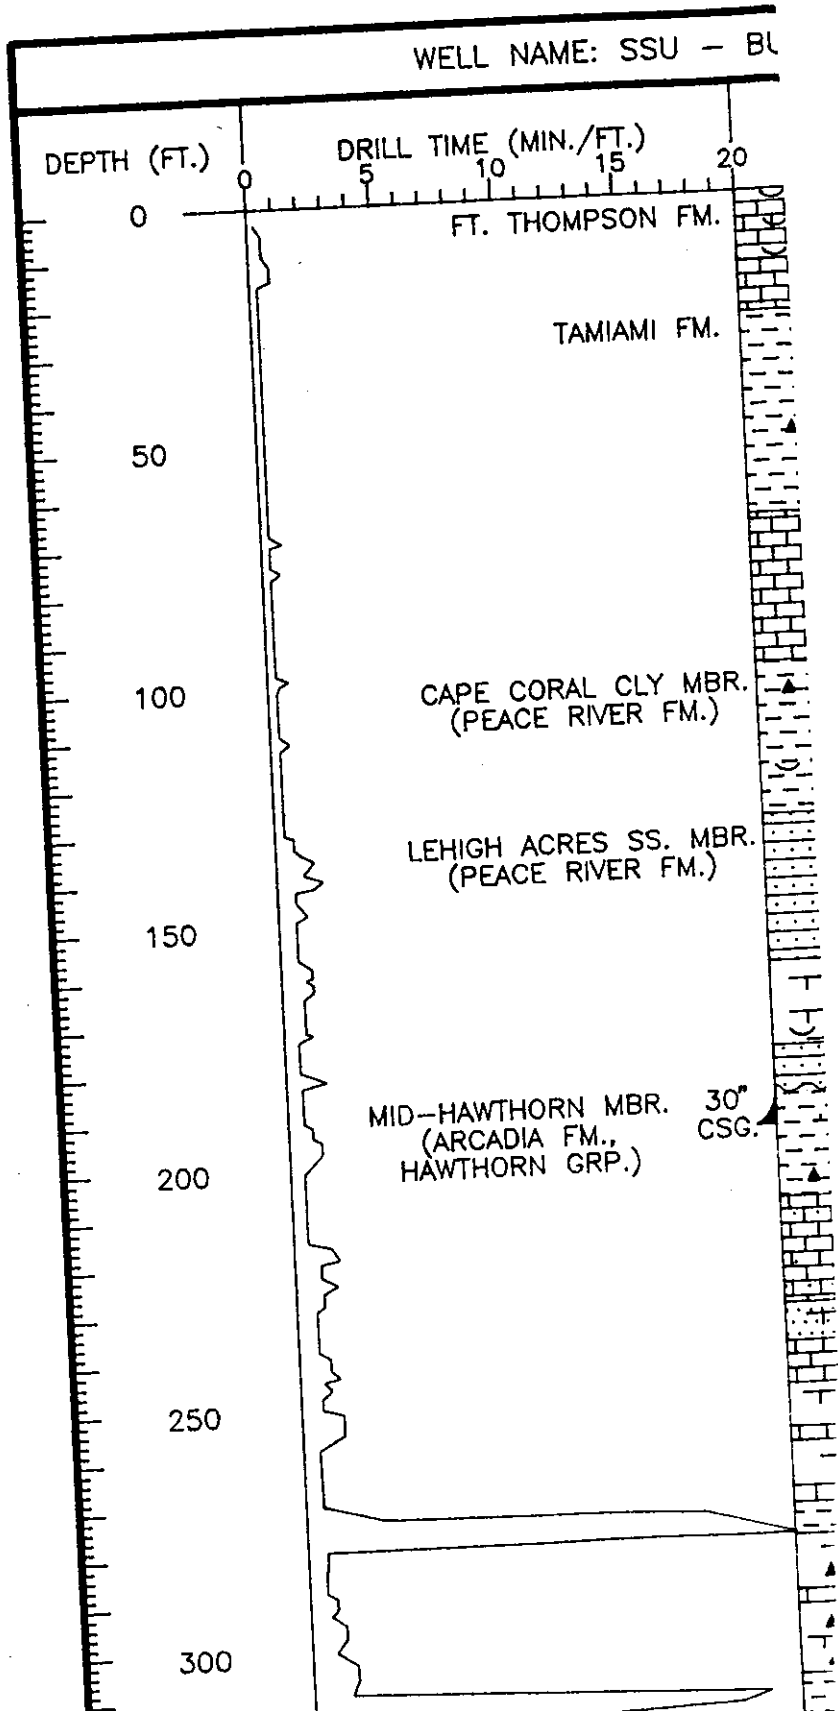 WELL NAME: SSU –
DEPTH (FT.)
DRILL TIME (MIN./FT.)
0 5 10 15 20
0
FT. THOMPSON FM.
TAMIAMI FM.
50
CAPE CORAL CLY MBR.
100
(PEACE RIVER FM.)
LEHIGH ACRES SS. MBR.
(PEACE RIVER FM.)
150
MID–HAWTHORN MBR. 30"
(ARCADIA FM., CSG.
HAWTHORN GRP.)
200
250
300